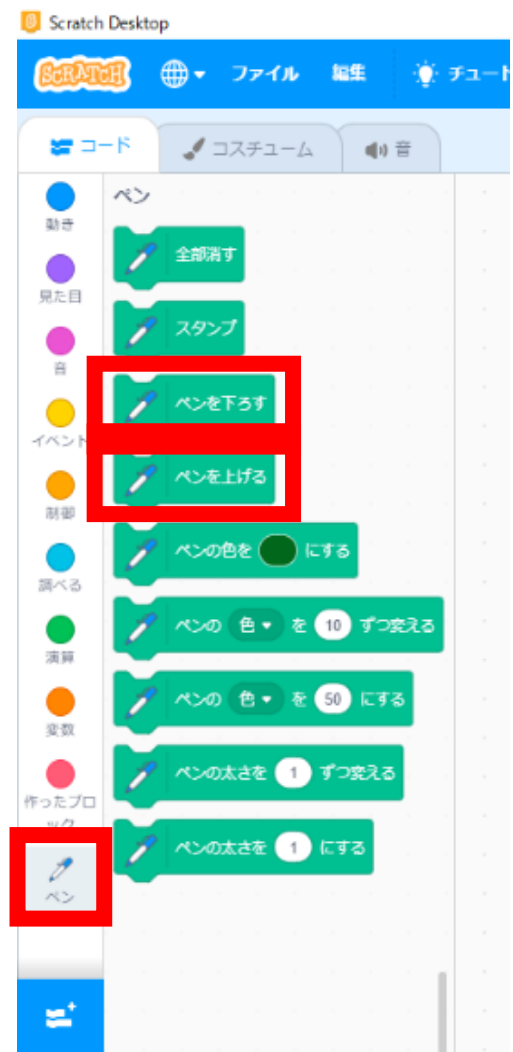 Scratch Desktop
SCRATCH ファイル 編集 チュート
コード コスチューム 音
動き
見た目
音
イベント
制御
調べる
演算
変数
作ったブロ
ック
ペン
ペン
全部消す
スタンプ
ペンを下ろす
ペンを上げる
ペンの色を にする
ペンの 色 を 10 ずつ変える
ペンの 色 を 50 にする
ペンの太さを 1 ずつ変える
ペンの太さを 1 にする